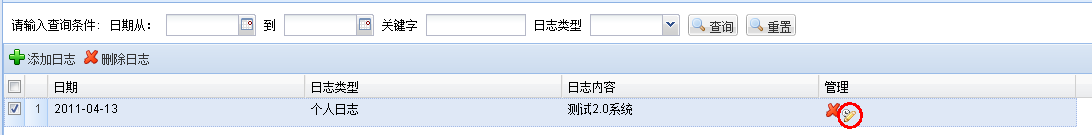 请输入查询条件: 日期从: 到 关键字 日志类型 查询 重置
添加日志 删除日志
日期 日志类型 日志内容 管理
1 2011-04-13 个人日志 测试2.0系统